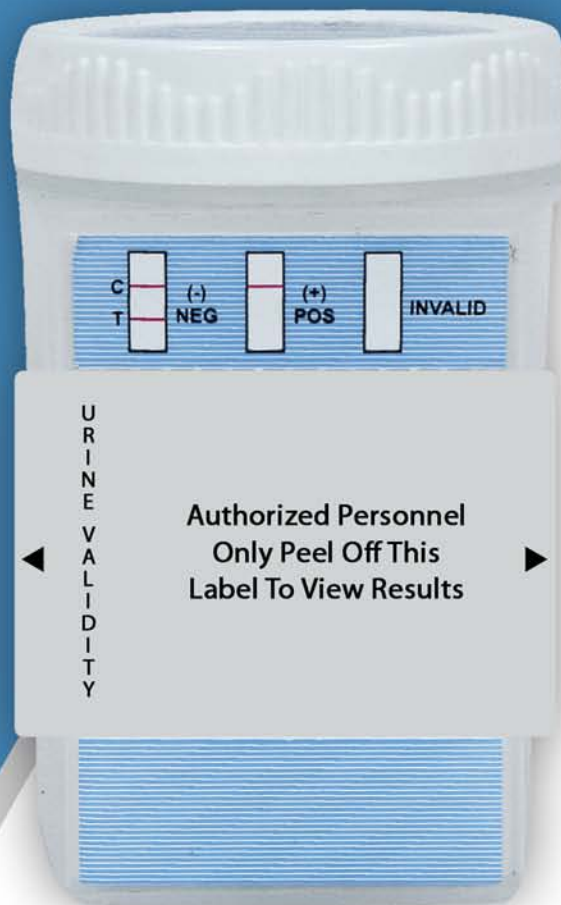 C
T
(-)
NEG
(+)
POS
INVALID
URINE VALIDITY
Authorized Personnel
Only Peel Off This
Label To View Results